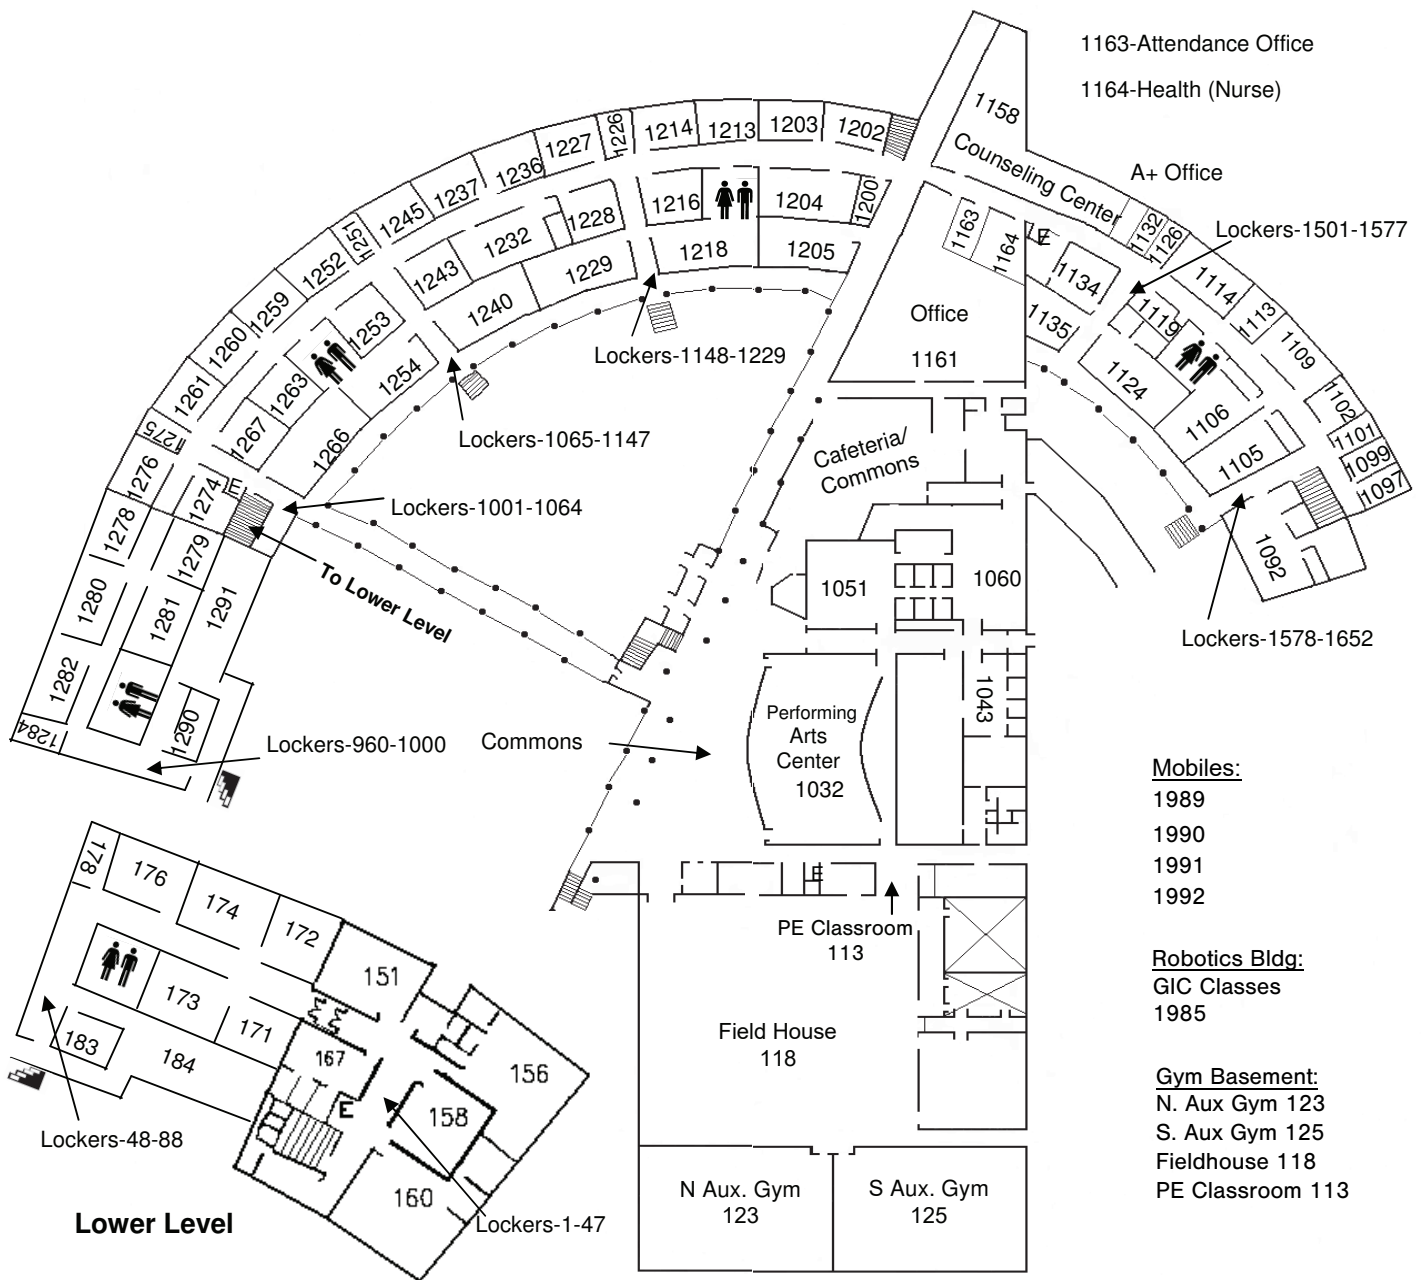 1163-Attendance Office
1164-Health (Nurse)
1158
Counseling Center
A+ Office
1132
1126
Lockers-1501-1577
1226
1227
1214
1213
1203
1202
1236
1237
1245
1251
1252
1259
1260
1261
1275
1276
1278
1280
1282
1284
1216
1204
1200
1218
1205
1228
1232
1229
1243
1240
1253
1254
1263
1267
1266
1274
E
1279
1281
1291
1290
1163
1164
E
1134
1135
Office
1161
1114
1113
1119
1109
1124
1102
1106
1101
1105
1099
1097
1092
Lockers-1148-1229
Lockers-1065-1147
Lockers-1001-1064
To Lower Level
Cafeteria/
Commons
1051
1060
Lockers-1578-1652
1043
Performing
Arts
Center
1032
Commons
Lockers-960-1000
Mobiles:
1989
1990
1991
1992
E
PE Classroom
113
Robotics Bldg:
GIC Classes
1985
Field House
118
Gym Basement:
N. Aux Gym 123
S. Aux Gym 125
Fieldhouse 118
PE Classroom 113
N Aux. Gym
123
S Aux. Gym
125
178
176
174
172
151
173
171
183
184
167
156
158
E
160
Lockers-48-88
Lockers-1-47
Lower Level